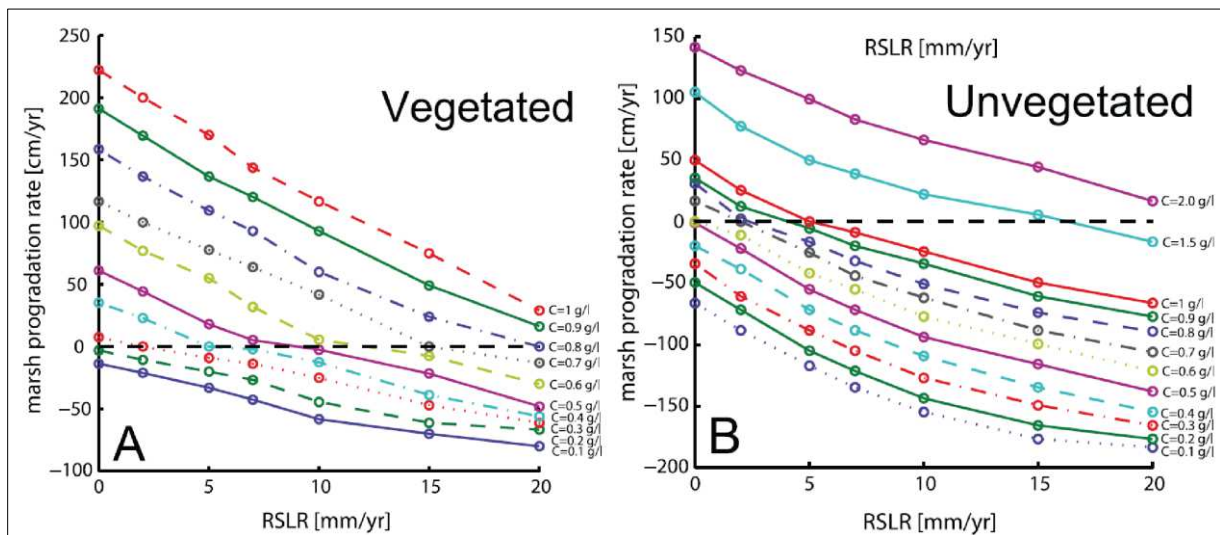 250
200
150
100
50
0
−50
−100
marsh progradation rate [cm/yr]
Vegetated
A
C=1 g/l
C=0.9 g/l
C=0.8 g/l
C=0.7 g/l
C=0.6 g/l
C=0.5 g/l
C=0.4 g/l
C=0.3 g/l
C=0.2 g/l
C=0.1 g/l
0 5 10 15 20
RSLR [mm/yr]
150
100
50
0
−50
−100
−150
−200
marsh progradation rate [cm/yr]
RSLR [mm/yr]
Unvegetated
B
C=2.0 g/l
C=1.5 g/l
C=1 g/l
C=0.9 g/l
C=0.8 g/l
C=0.7 g/l
C=0.6 g/l
C=0.5 g/l
C=0.4 g/l
C=0.3 g/l
C=0.2 g/l
C=0.1 g/l
0 5 10 15 20
RSLR [mm/yr]